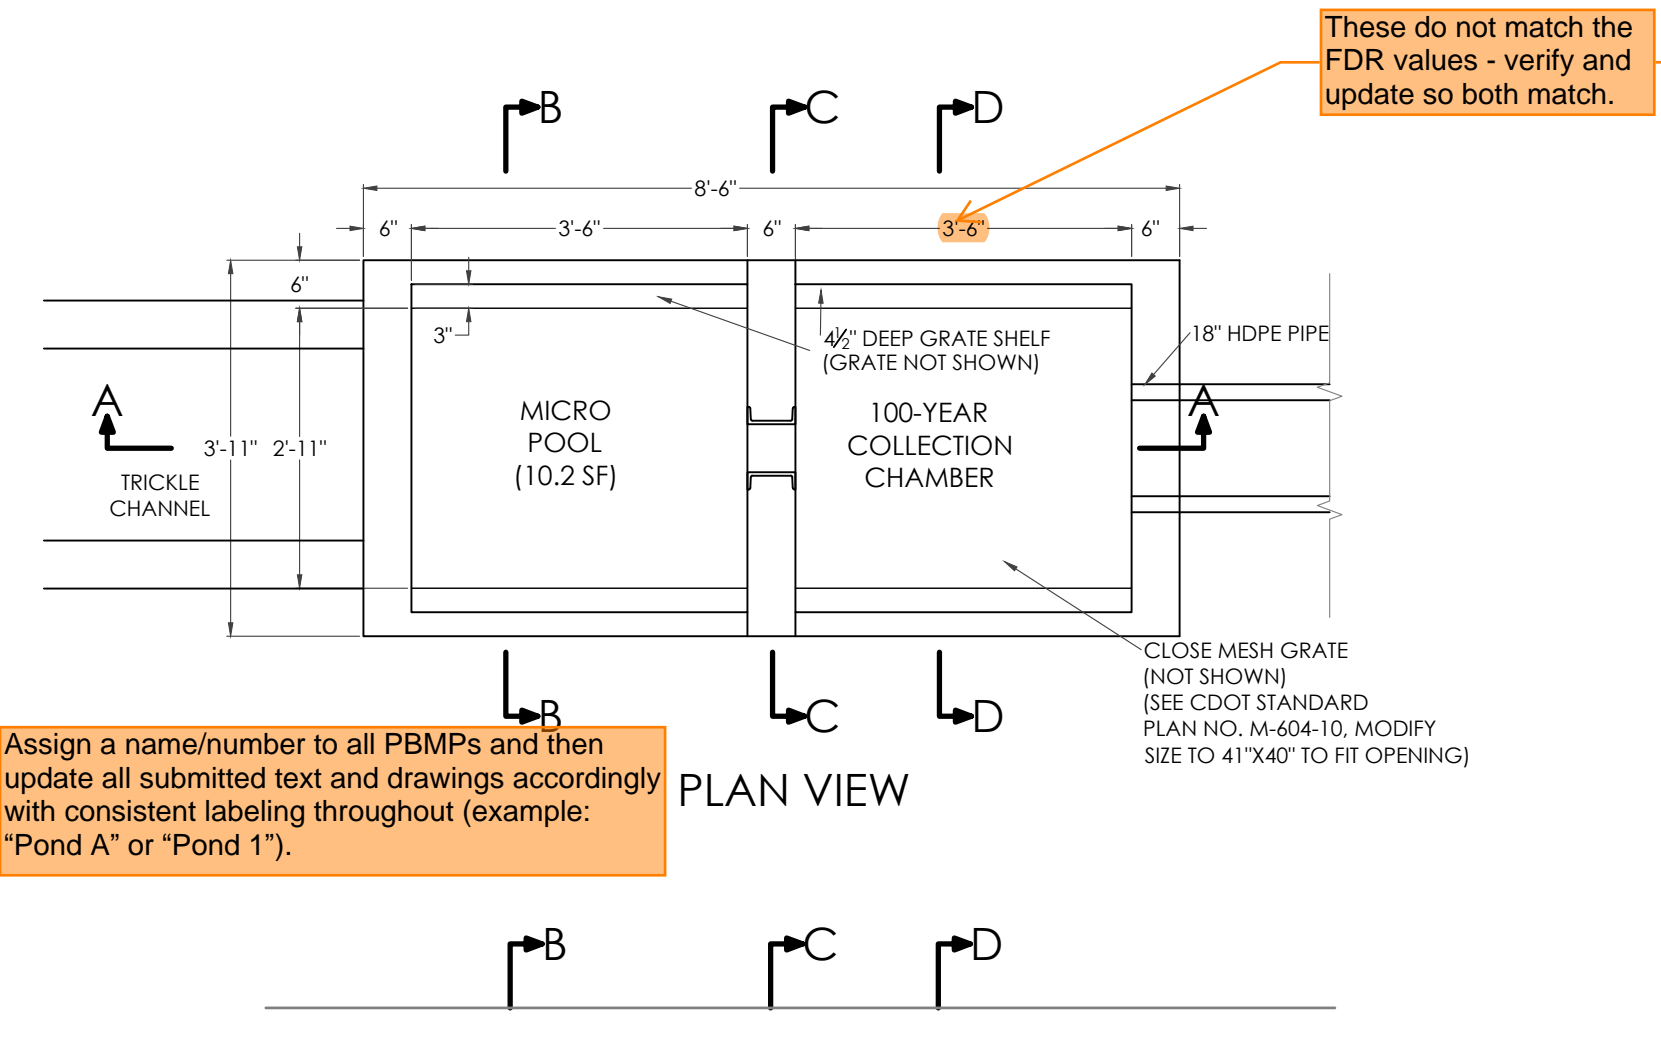 These do not match the
FDR values - verify and
update so both match.
B
C
D
8'-6"
6"
3'-6"
6"
3'-6"
6"
6"
3"
4½" DEEP GRATE SHELF
(GRATE NOT SHOWN)
18" HDPE PIPE
A
MICRO
POOL
(10.2 SF)
100-YEAR
COLLECTION
CHAMBER
A
3'-11"
2'-11"
TRICKLE
CHANNEL
CLOSE MESH GRATE
(NOT SHOWN)
(SEE CDOT STANDARD
PLAN NO. M-604-10, MODIFY
SIZE TO 41"X40" TO FIT OPENING)
B
C
D
Assign a name/number to all PBMPs and then
update all submitted text and drawings accordingly
with consistent labeling throughout (example:
“Pond A” or “Pond 1”).
PLAN VIEW
B
C
D